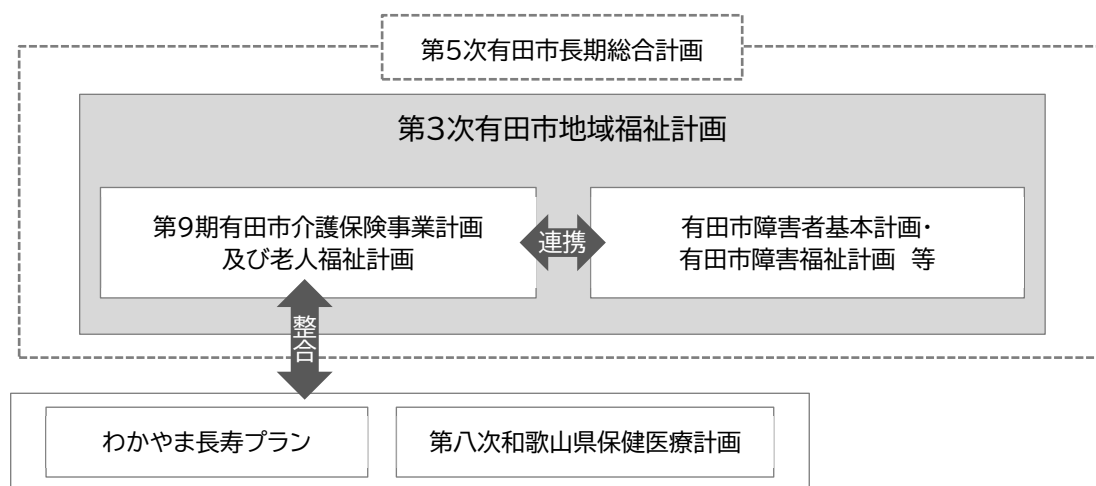 第5次有田市長期総合計画
第3次有田市地域福祉計画
第9期有田市介護保険事業計画
及び老人福祉計画
連携
有田市障害者基本計画・
有田市障害福祉計画 等
整合
わかやま長寿プラン
第八次和歌山県保健医療計画